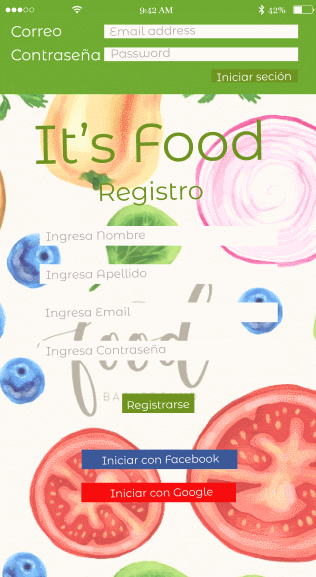 9:42 AM
42%
Correo
Email address
Contraseña
Password
Iniciar seción
It's Food
Registro
Ingresa Nombre
Ingresa Apellido
Ingresa Email
food
Ingresa Contraseña
Registrarse
Iniciar con Facebook
Iniciar con Google